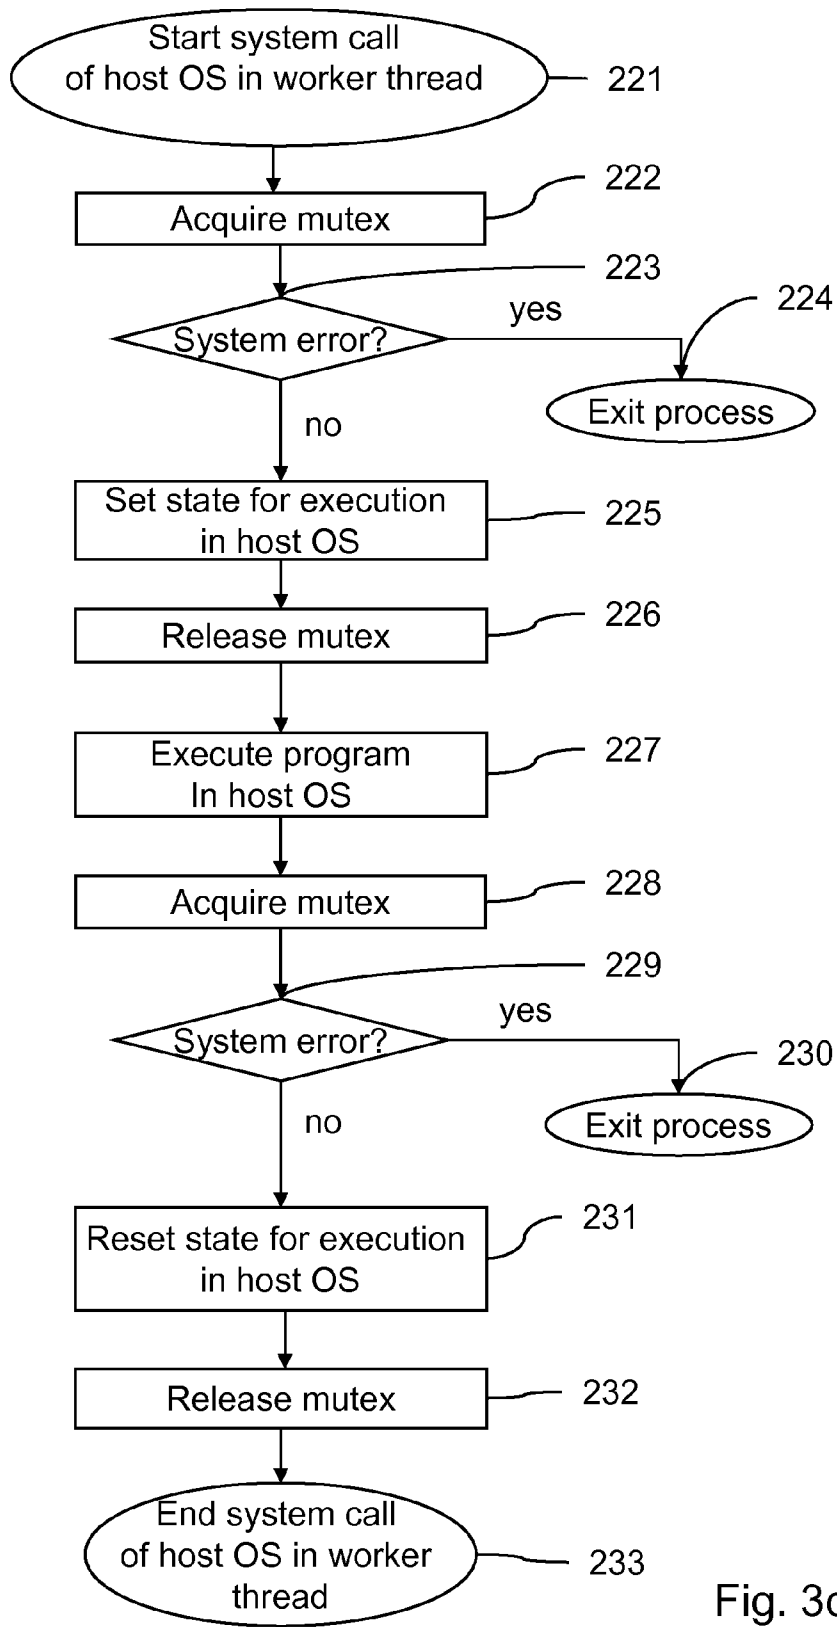 Start system call
of host OS in worker thread
221
222
Acquire mutex
223
System error?
yes
224
Exit process
no
Set state for execution
in host OS
225
Release mutex
226
Execute program
In host OS
227
Acquire mutex
228
229
System error?
yes
230
Exit process
no
Reset state for execution
in host OS
231
Release mutex
232
End system call
of host OS in worker
thread
233
Fig.